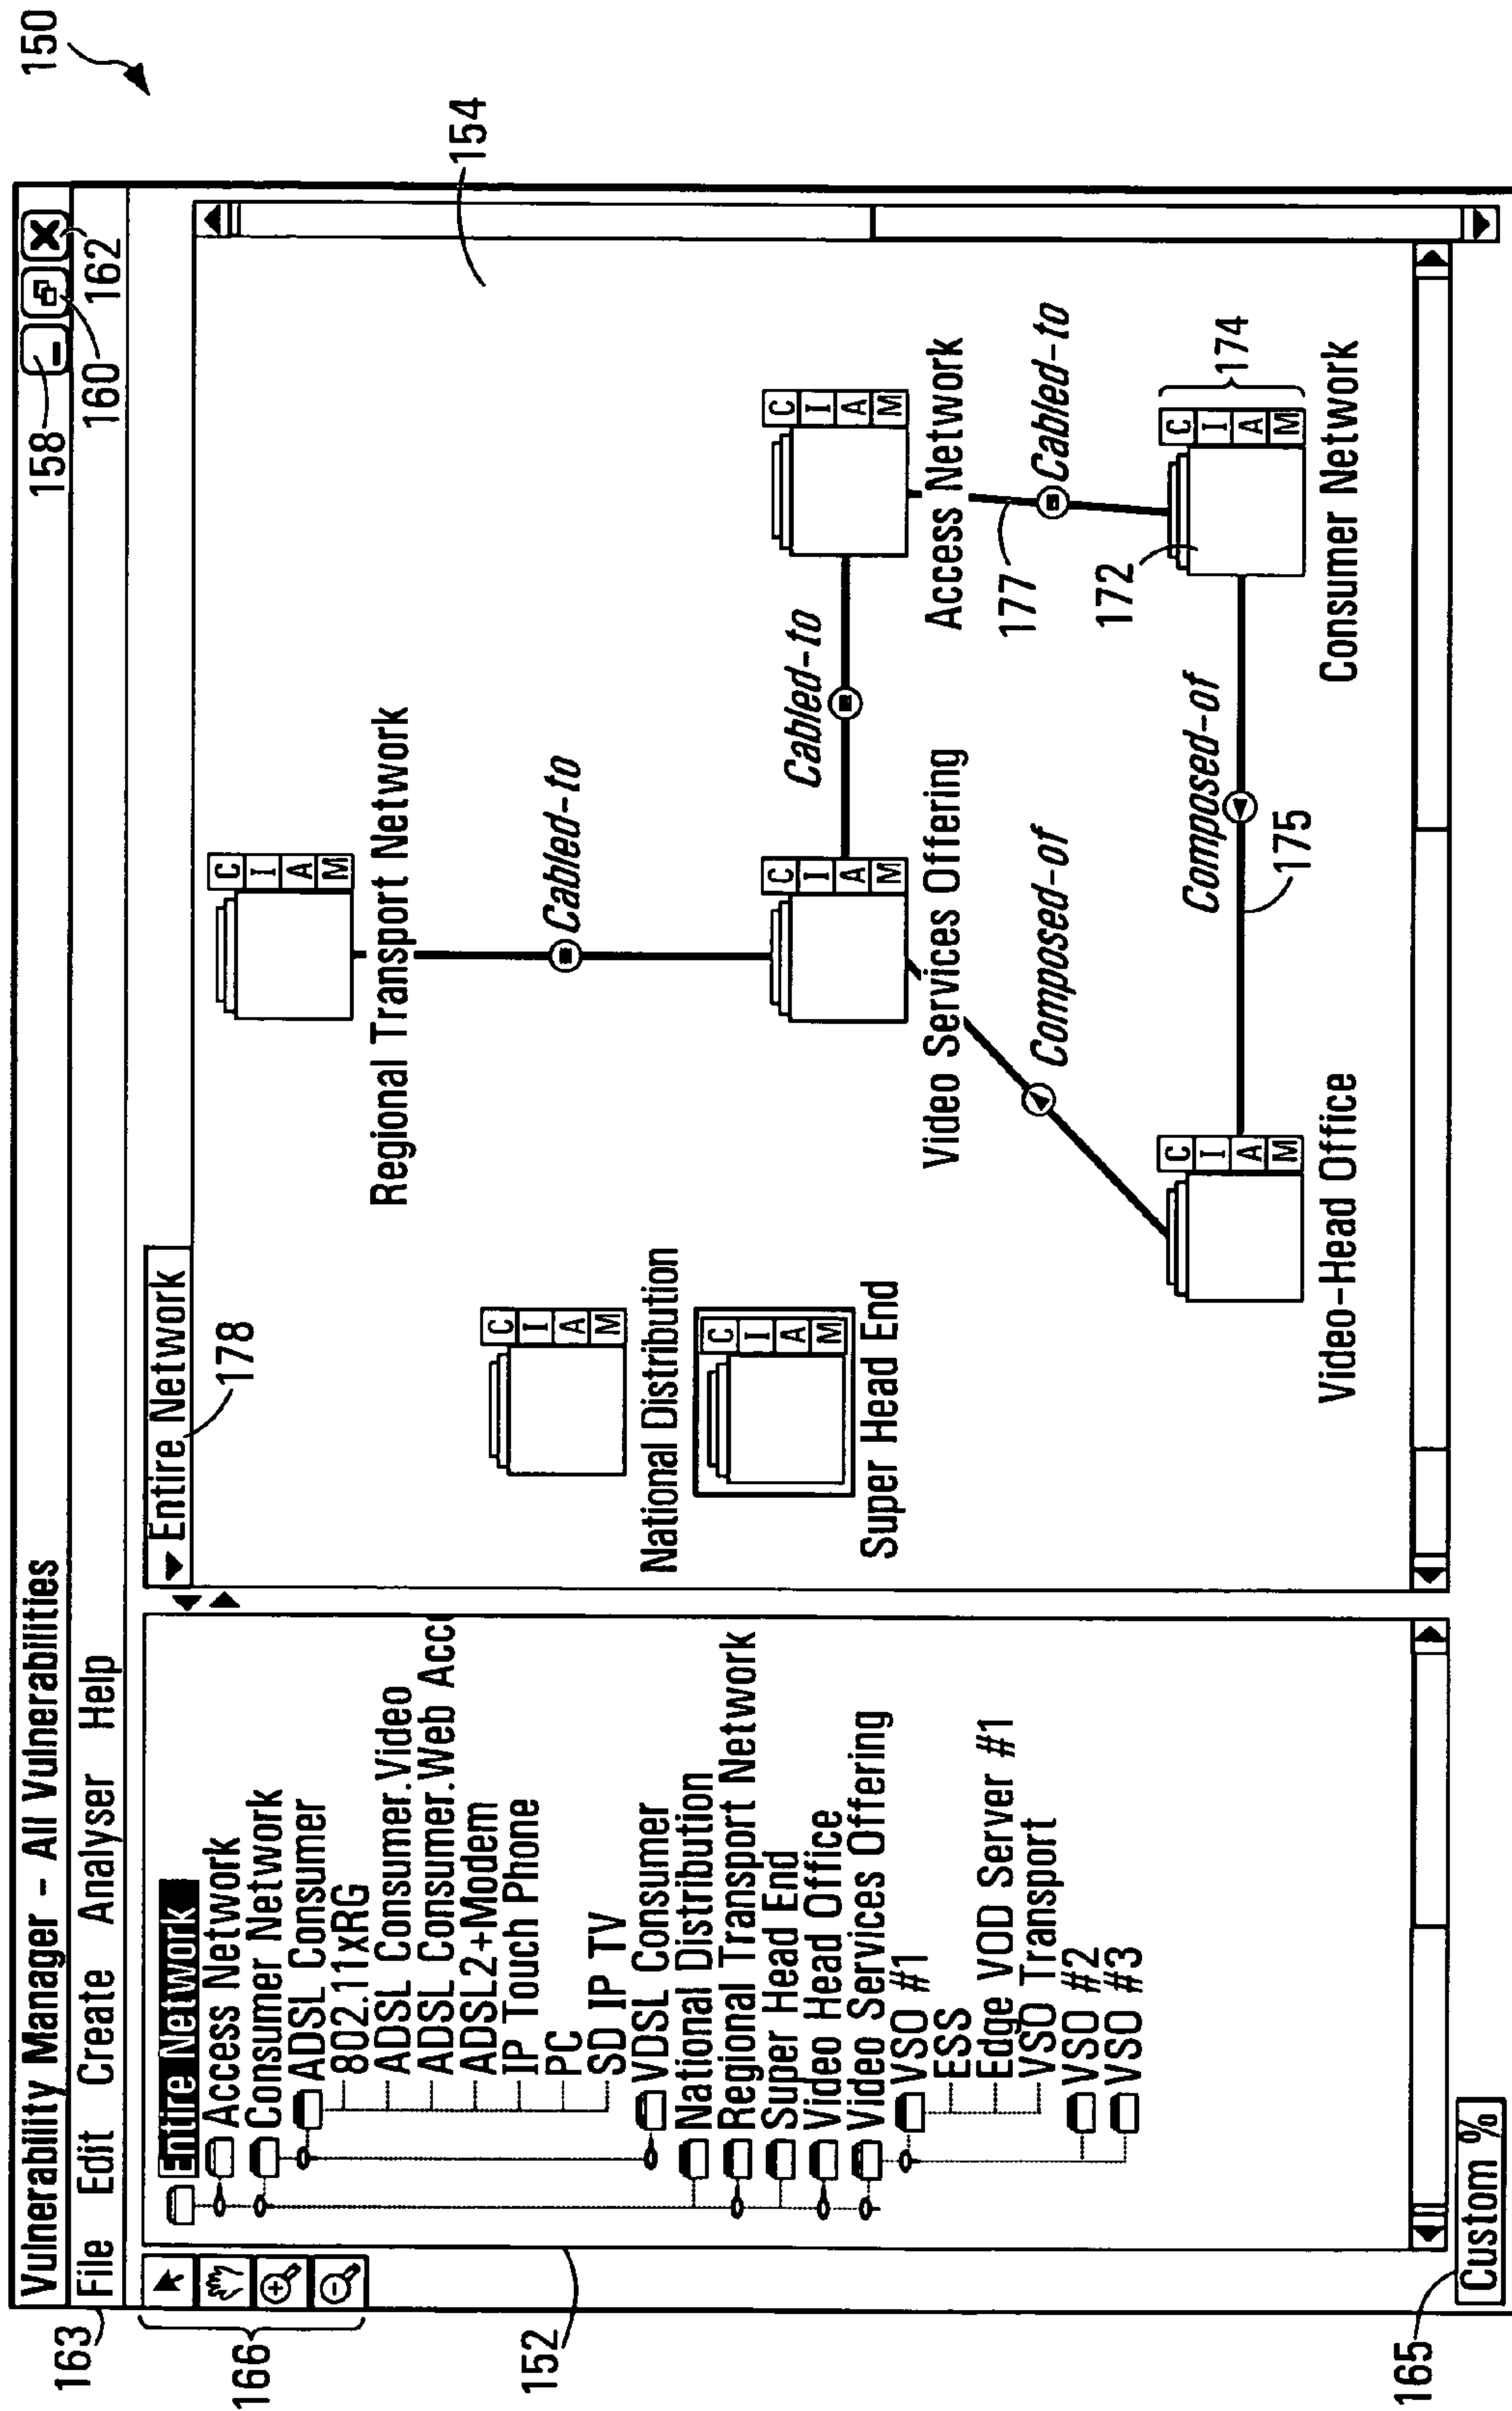 150
Vulnerability Manager - All Vulnerabilities
158
160
162
163
File Edit Create Analyser Help
166
152
165
Custom %
Entire Network
Access Network
Consumer Network
ADSL Consumer
802.11xRG
ADSL Consumer.Video
ADSL Consumer.Web Acc
ADSL2+Modem
IP Touch Phone
PC
SD IP TV
VDSL Consumer
National Distribution
Regional Transport Network
Super Head End
Video Head Office
Video Services Offering
VSO #1
ESS
Edge VOD Server #1
VSO Transport
VSO #2
VSO #3
Entire Network
178
154
C
I
A
M
Regional Transport Network
Cabled-to
C
I
A
M
National Distribution
C
I
A
M
Super Head End
C
I
A
M
Video Services Offering
Cabled-to
C
I
A
M
Access Network
177
Cabled-to
Composed-of
C
I
A
M
Video-Head Office
Composed-of
175
172
C
I
A
M
174
Consumer Network